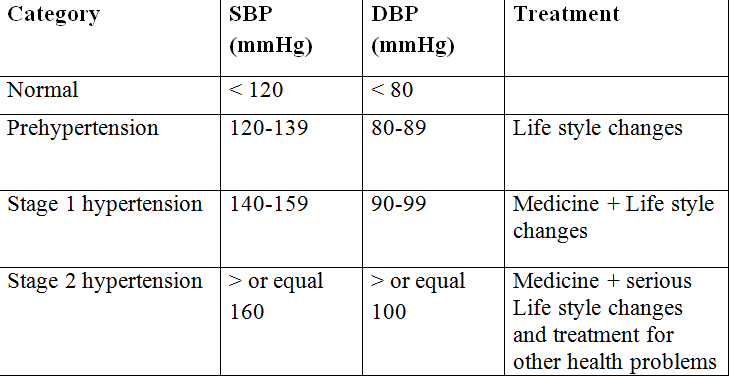 Category SBP (mmHg) DBP (mmHg) Treatment
Normal < 120 < 80
Prehypertension 120-139 80-89 Life style changes
Stage 1 hypertension 140-159 90-99 Medicine + Life style changes
Stage 2 hypertension > or equal 160 > or equal 100 Medicine + serious Life style changes and treatment for other health problems